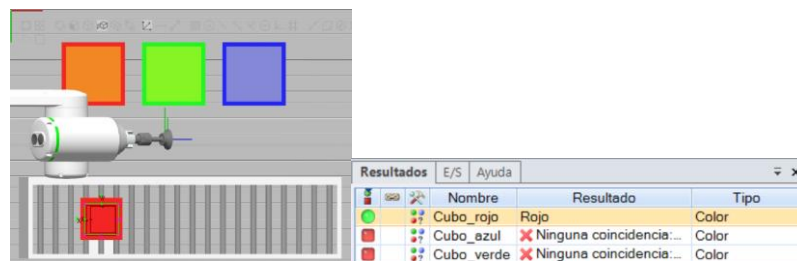 Resultados E/S Ayuda
Nombre Resultado Tipo
Cubo_rojo Rojo Color
Cubo_azul Ninguna coincidencia:... Color
Cubo_verde Ninguna coincidencia:... Color